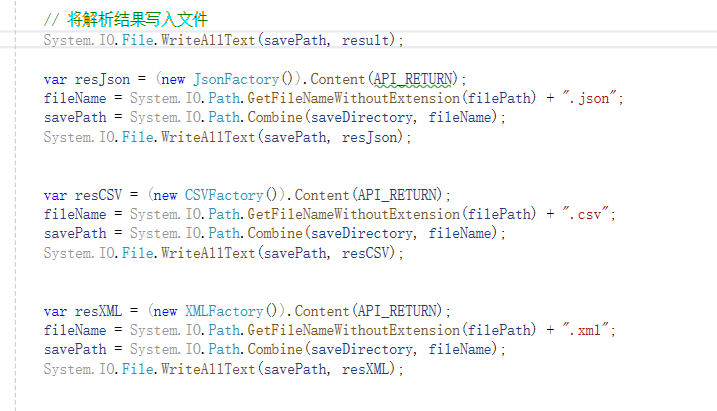 // 将解析结果写入文件
System.IO.File.WriteAllText(savePath, result);
var resJson = (new JsonFactory()).Content(API_RETURN);
fileName = System.IO.Path.GetFileNameWithoutExtension(filePath) + ".json";
savePath = System.IO.Path.Combine(saveDirectory, fileName);
System.IO.File.WriteAllText(savePath, resJson);
var resCSV = (new CSVFactory()).Content(API_RETURN);
fileName = System.IO.Path.GetFileNameWithoutExtension(filePath) + ".csv";
savePath = System.IO.Path.Combine(saveDirectory, fileName);
System.IO.File.WriteAllText(savePath, resCSV);
var resXML = (new XMLFactory()).Content(API_RETURN);
fileName = System.IO.Path.GetFileNameWithoutExtension(filePath) + ".xml";
savePath = System.IO.Path.Combine(saveDirectory, fileName);
System.IO.File.WriteAllText(savePath, resXML);